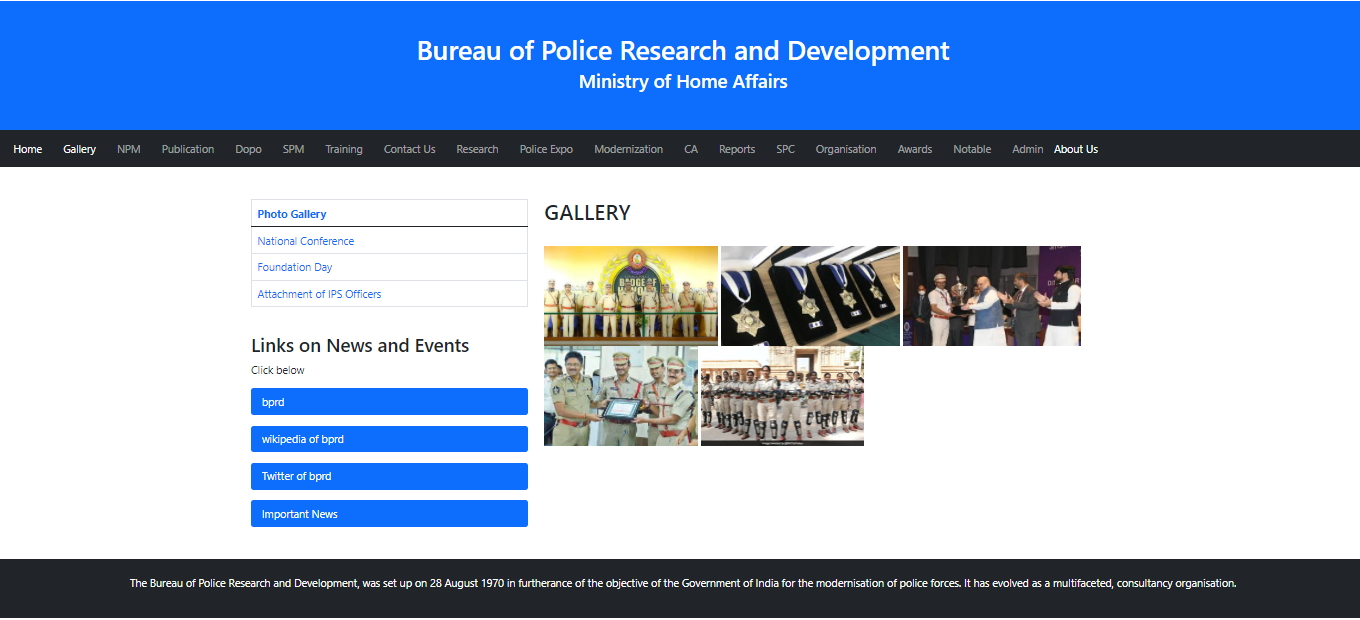 Bureau of Police Research and Development
Ministry of Home Affairs
Home Gallery NPM Publication Dopo SPM Training Contact Us Research Police Expo Modernization CA Reports SPC Organisation Awards Notable Admin About Us
Photo Gallery
National Conference
Foundation Day
Attachment of IPS Officers
Links on News and Events
Click below
bprd
wikipedia of bprd
Twitter of bprd
Important News
GALLERY
BADGE OF
HONOUR
The Bureau of Police Research and Development, was set up on 28 August 1970 in furtherance of the objective of the Government of India for the modernisation of police forces. It has evolved as a multifaceted, consultancy organisation.